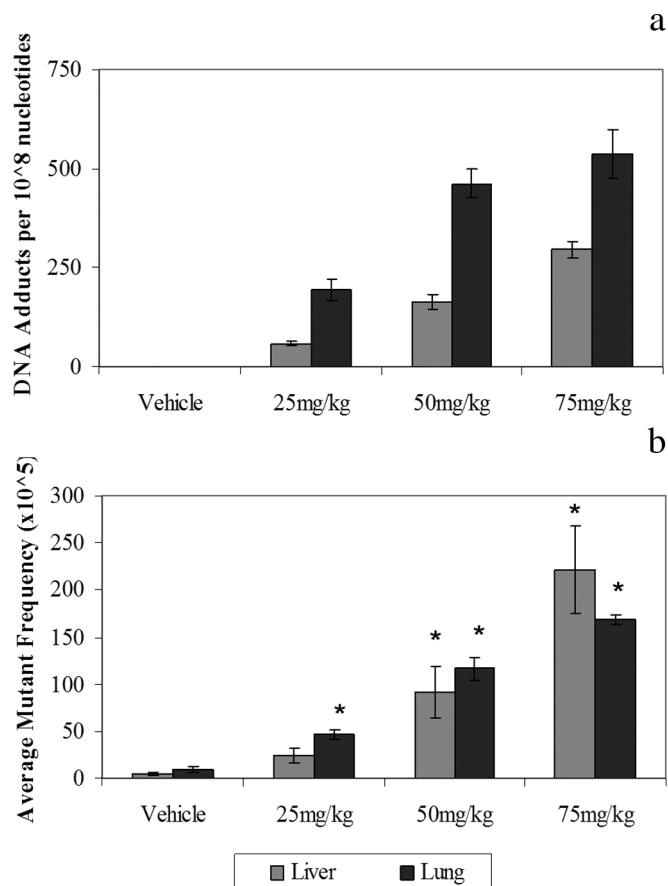 a
DNA Adducts per 10^8 nucleotides
750
500
250
0
Vehicle 25mg/kg 50mg/kg 75mg/kg
b
Average Mutant Frequency (x10^5)
300
250
200
150
100
50
0
* * * * *
Vehicle 25mg/kg 50mg/kg 75mg/kg
Liver Lung